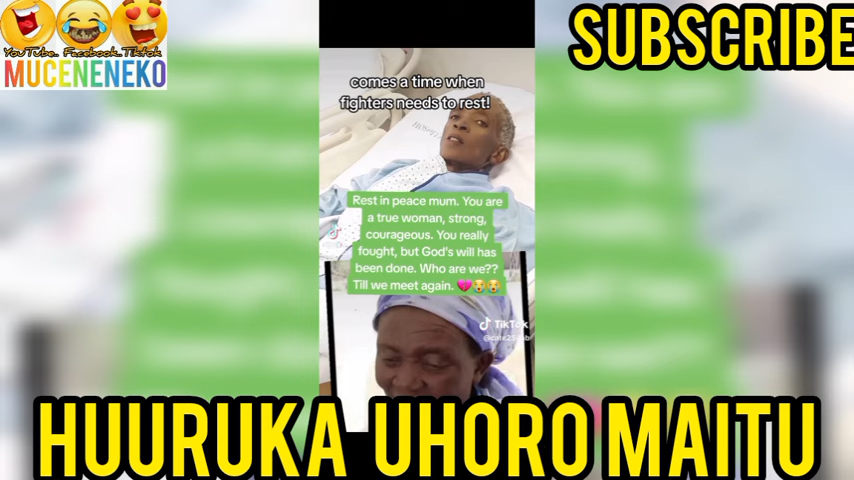 YouTube. Facebook. Tiktok
MUCENENEKO
SUBSCRIBE
comes a time when
fighters needs to rest!
Rest in peace mum. You are
a true woman, strong,
courageous. You really
fought, but God's will has
been done. Who are we??
Till we meet again. 💔😭😭
TikTok
HUURUKA UHORO MAITU